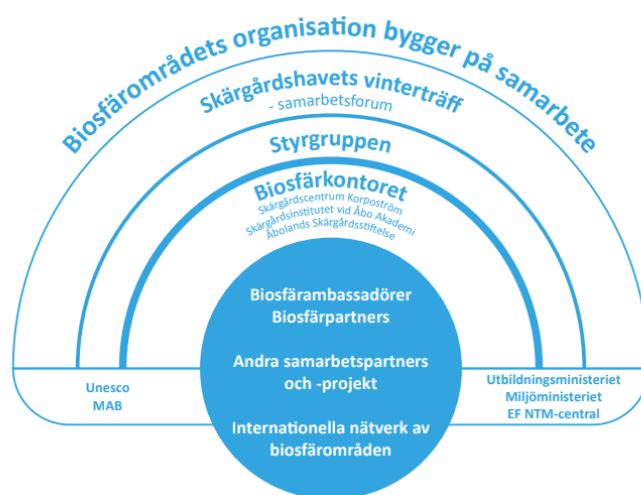 Biosfärområdets organisation bygger på samarbete
Skärgårdshavets vinterträff
- samarbetsforum
Styrgruppen
Biosfärkontoret
Skärgårdscentrum Korpoström
Skärgårdsinstitutet vid Åbo Akademi
Åbolands Skärgårdsstiftelse
Biosfärambassadörer
Biosfärpartners
Andra samarbetspartners
och -projekt
Internationella nätverk av
biosfärområden
Unesco
MAB
Utbildningsministeriet
Miljöministeriet
EF NTM-central